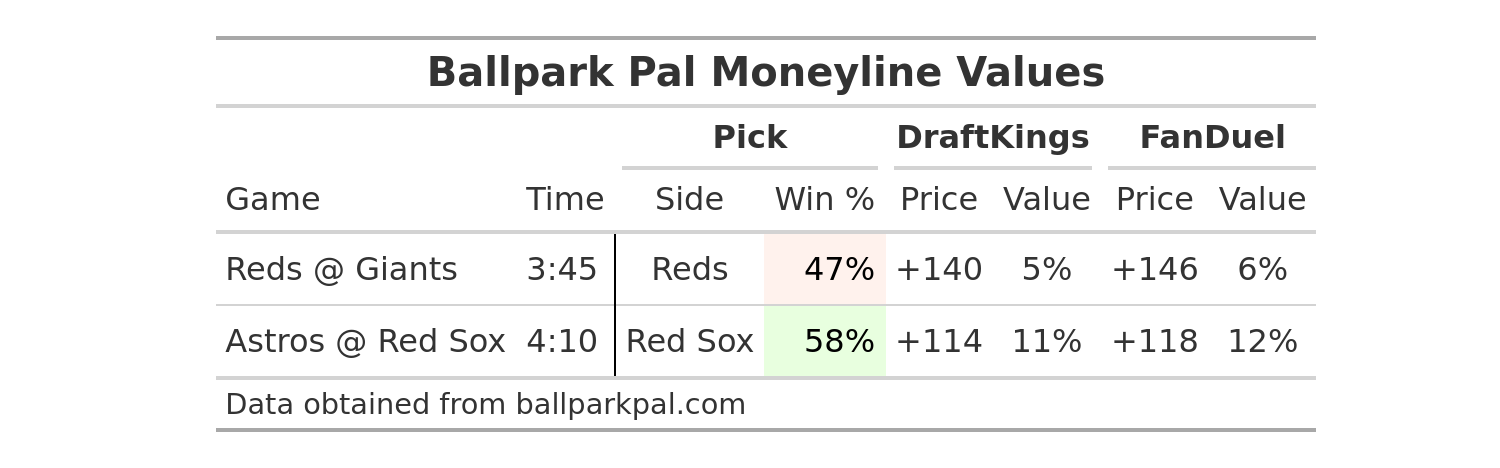 Ballpark Pal Moneyline Values
Pick DraftKings FanDuel
Game Time Side Win % Price Value Price Value
Reds @ Giants 3:45 Reds 47% +140 5% +146 6%
Astros @ Red Sox 4:10 Red Sox 58% +114 11% +118 12%
Data obtained from ballparkpal.com